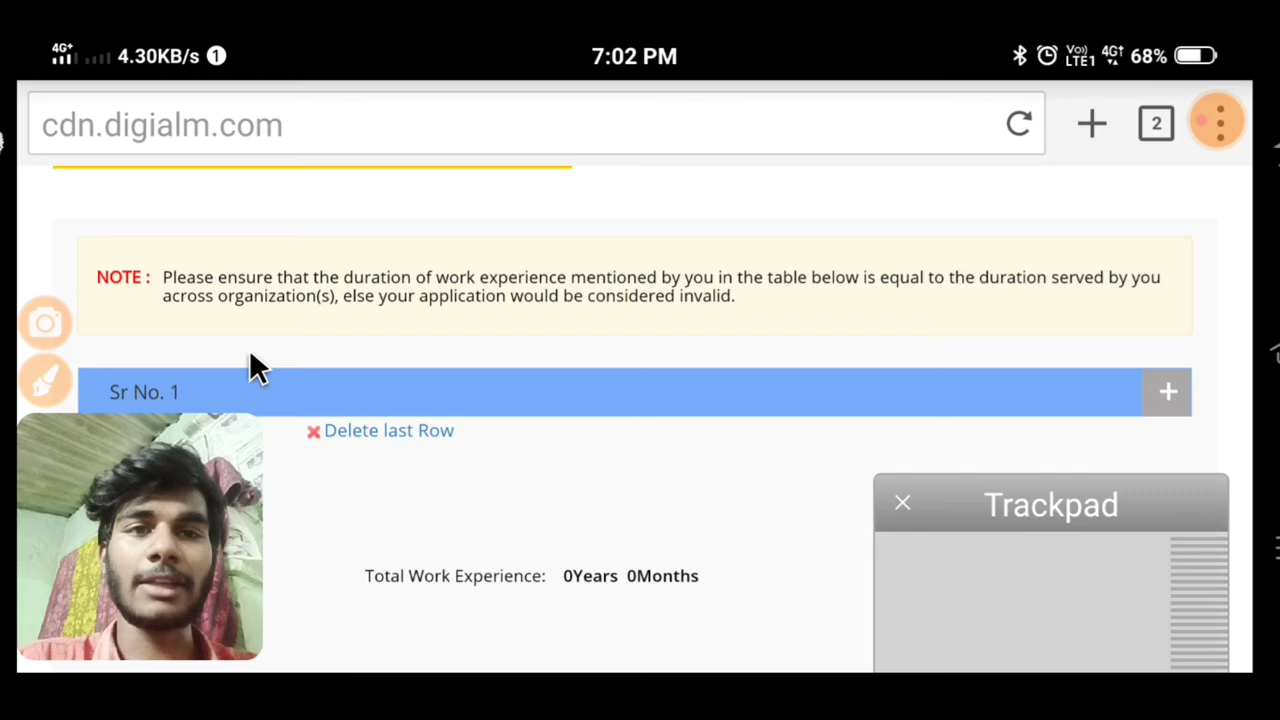 4G+ 4.30KB/s 1 7:02 PM Vo) LTE1 4G 68%
cdn.digialm.com 2
NOTE : Please ensure that the duration of work experience mentioned by you in the table below is equal to the duration served by you
across organization(s), else your application would be considered invalid.
Sr No. 1 +
Delete last Row
Trackpad
Total Work Experience: 0Years 0Months